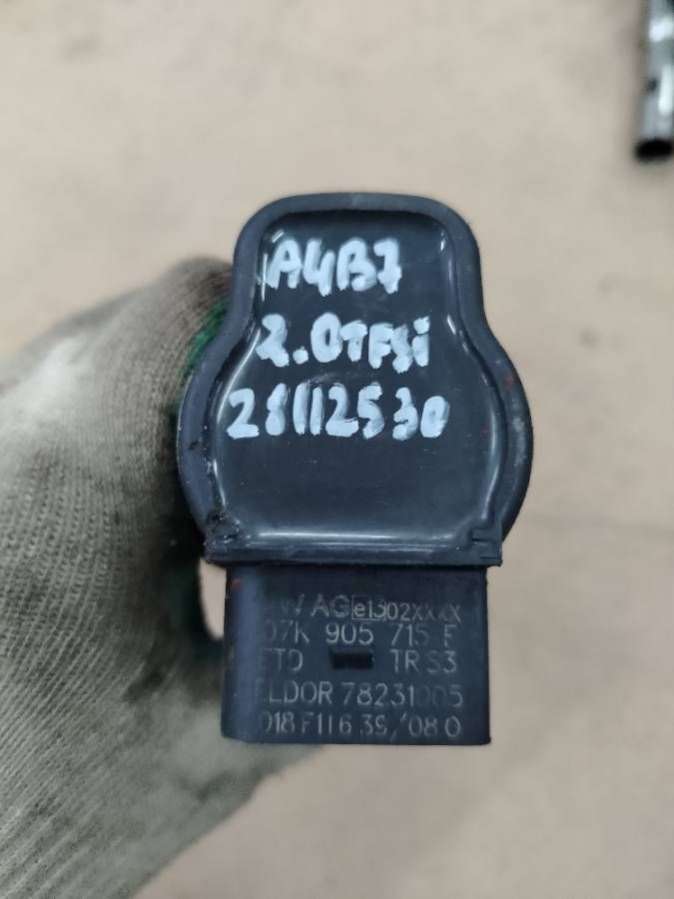 A4B7
2.0TFSi
28112530
VW AG e13 02XXXX
07K 905 715 F
TR S3
ELDOR 78231005
018 F116 39/08 0